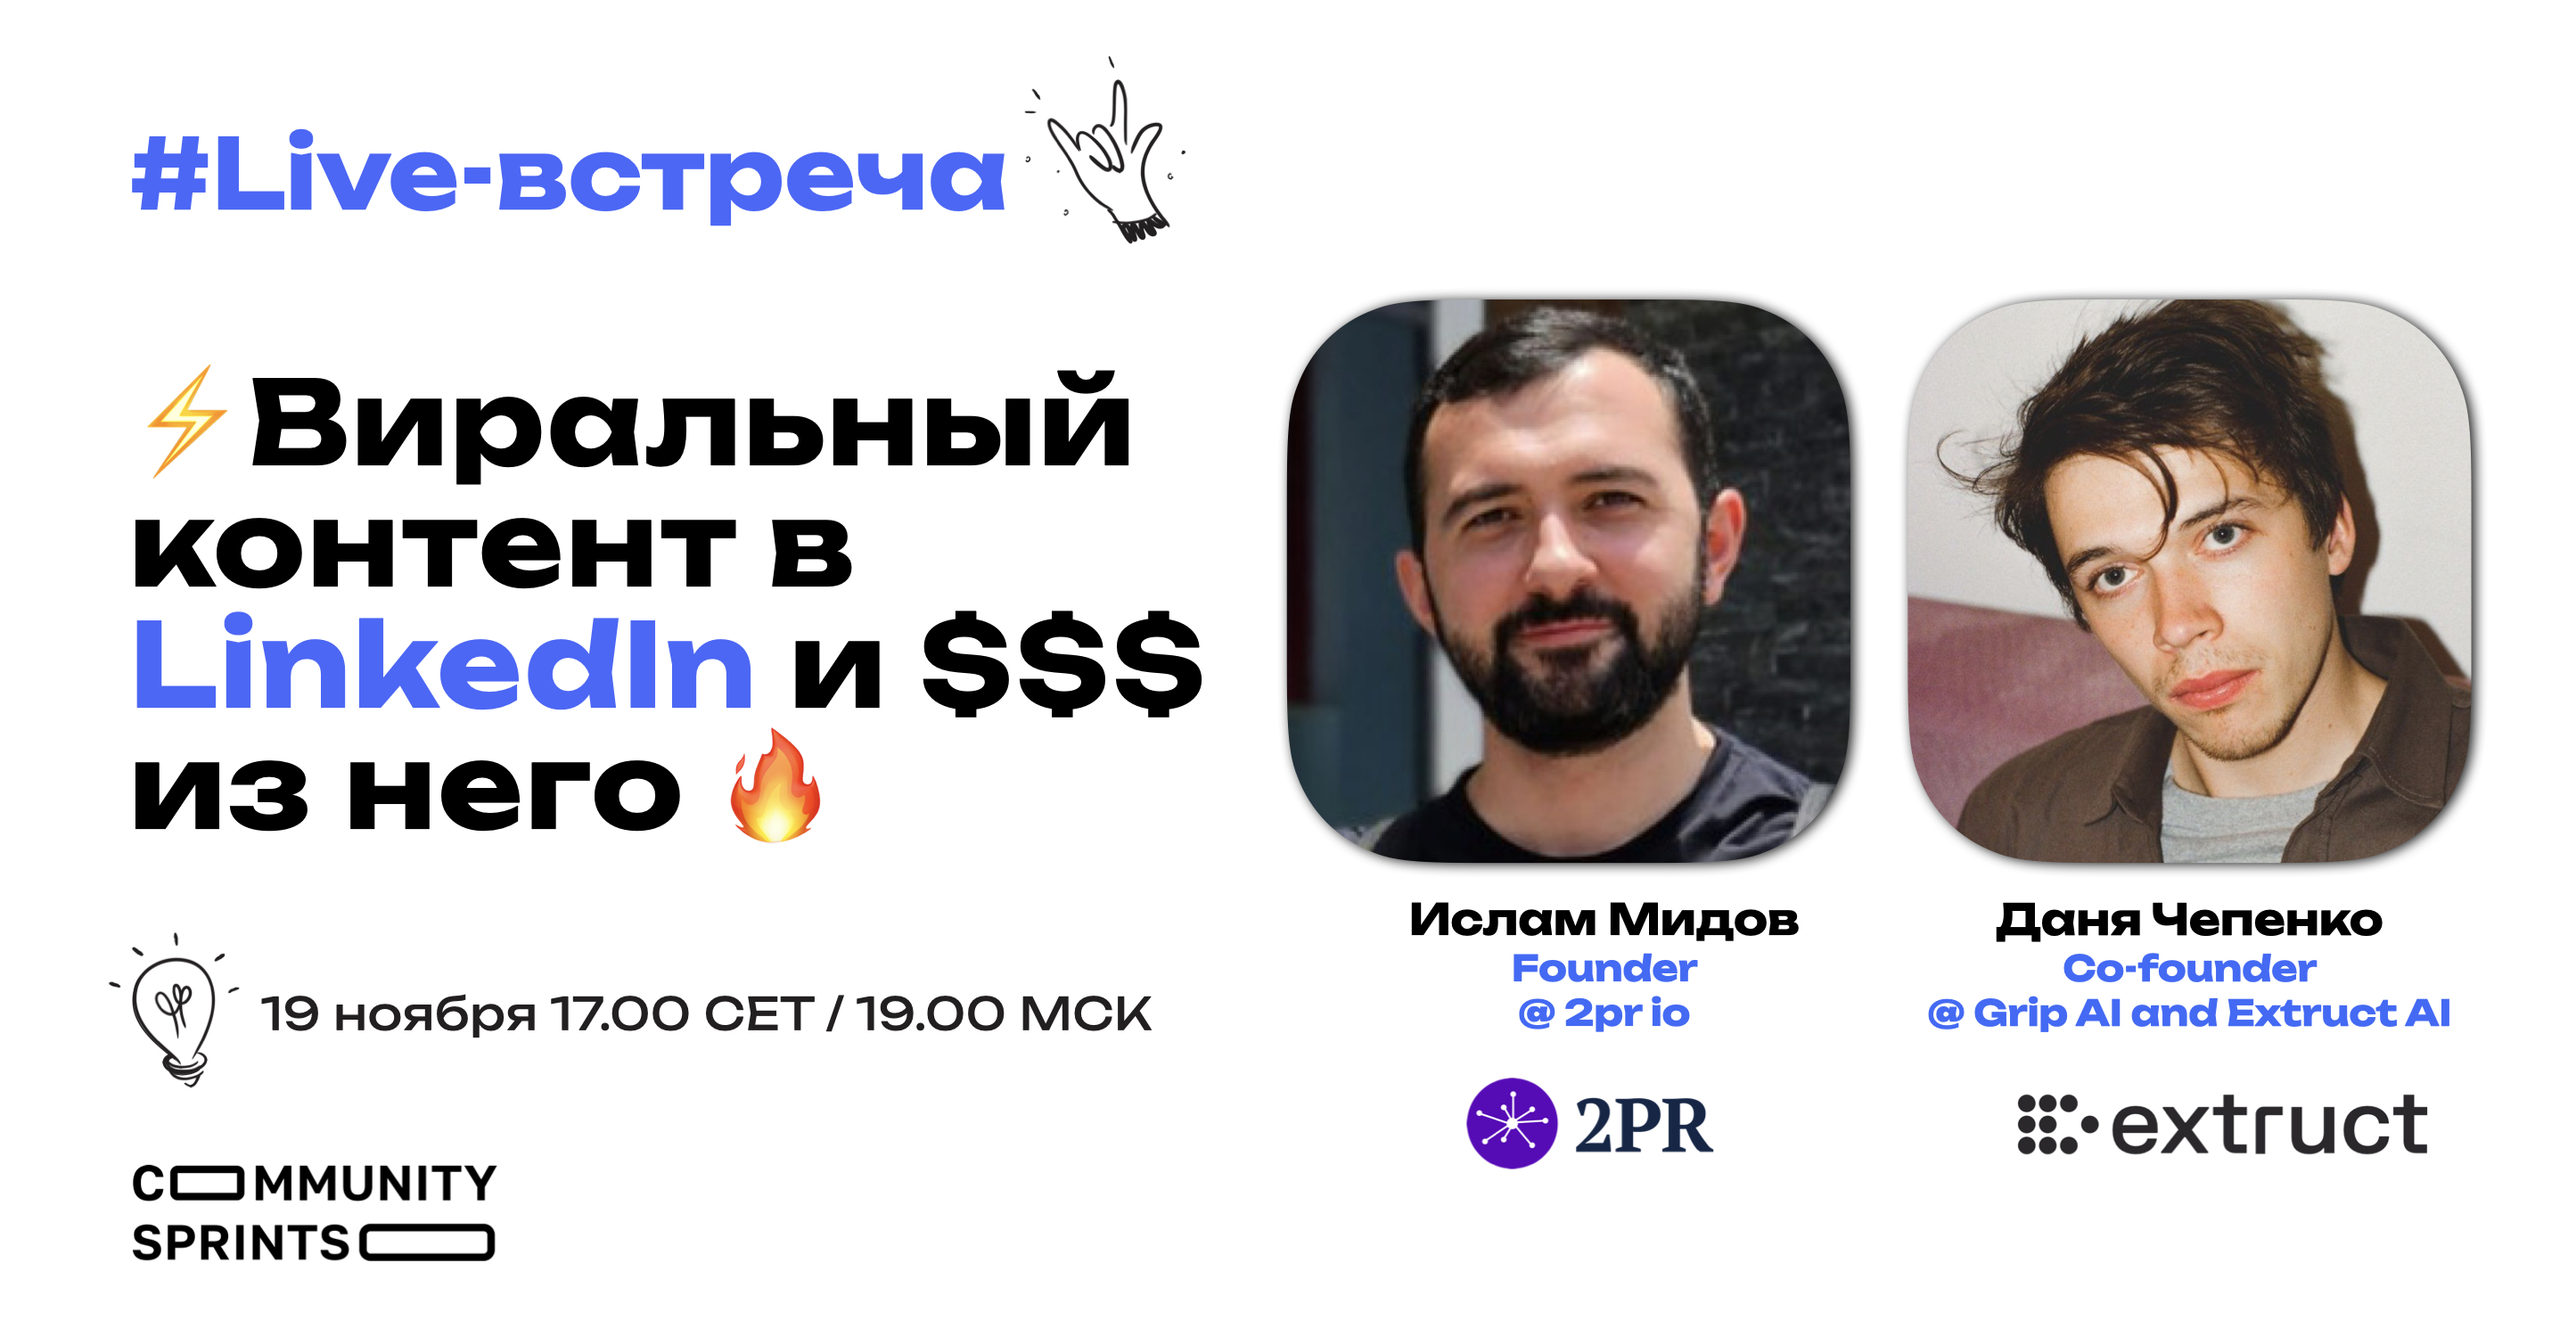 #Live-встреча
⚡Виральный
контент в
LinkedIn и $$$
из него 🔥
19 ноября 17.00 CET / 19.00 МСК
COMMUNITY
SPRINTS
Ислам Мидов
Founder
@ 2pr io
2PR
Даня Чепенко
Co-founder
@ Grip AI and Extruct AI
extruct